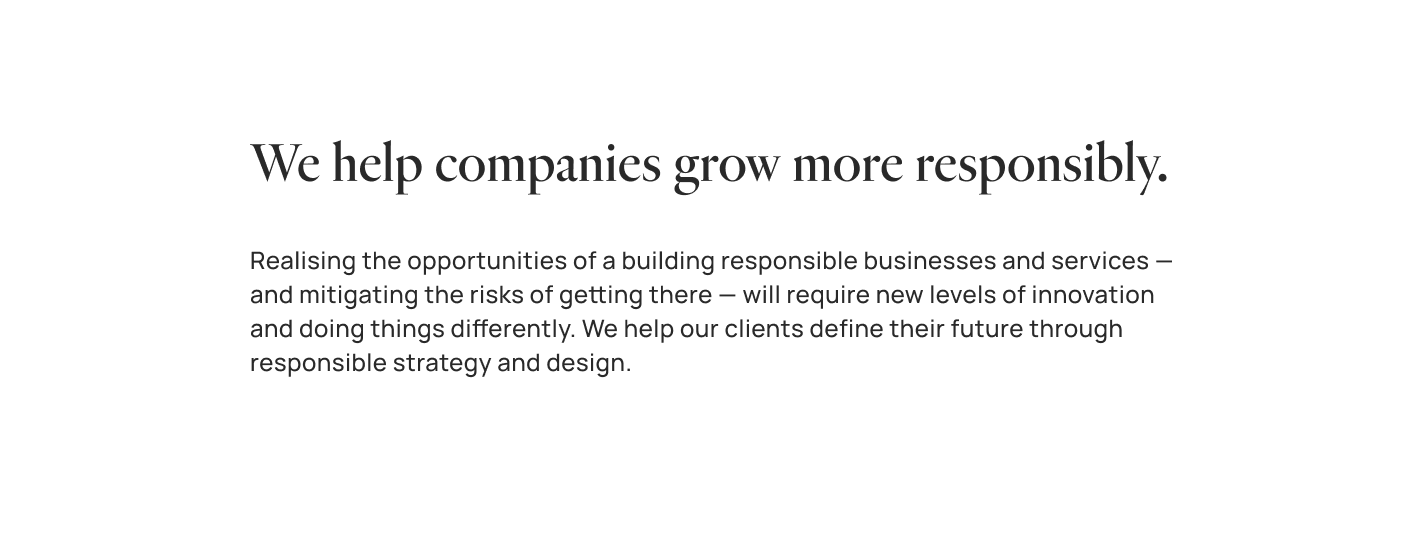 We help companies grow more responsibly.
Realising the opportunities of a building responsible businesses and services —
and mitigating the risks of getting there — will require new levels of innovation
and doing things differently. We help our clients define their future through
responsible strategy and design.